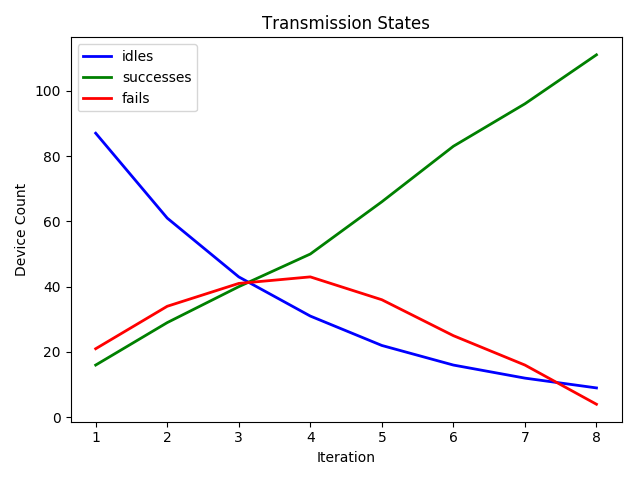 Transmission States
idles
successes
fails
Device Count
100
80
60
40
20
0
1 2 3 4 5 6 7 8
Iteration